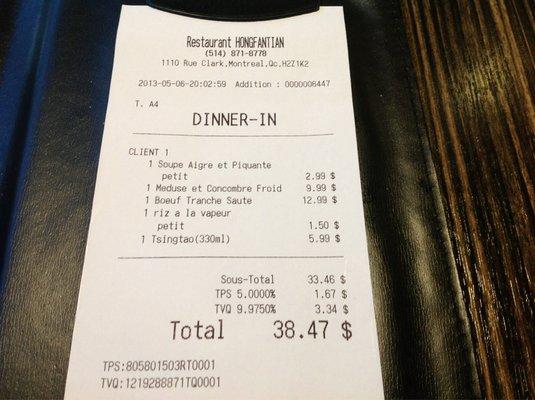 Restaurant HONGFANTIAN
(514) 871-8778
1110 Rue Clark,Montreal,Qc,H2Z1K2
2013-05-06-20:02:59 Addition : 0000006447
T. A4
DINNER-IN
CLIENT 1
1 Soupe Aigre et Piquante
petit 2.99 $
1 Meduse et Concombre Froid 9.99 $
1 Boeuf Tranche Saute 12.99 $
1 riz a la vapeur
petit 1.50 $
1 Tsingtao(330ml) 5.99 $
Sous-Total 33.46 $
TPS 5.0000% 1.67 $
TVQ 9.9750% 3.34 $
Total 38.47 $
TPS:805801503RT0001
TVQ:1219288871TQ0001